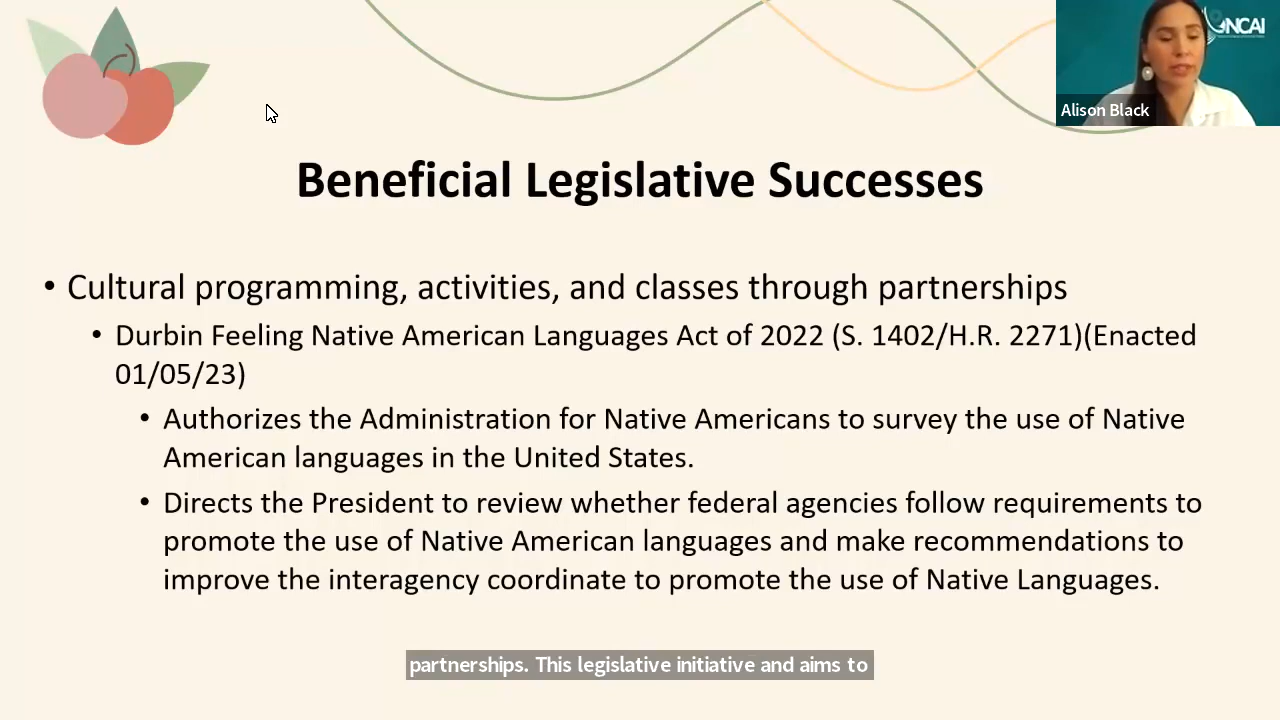 NCAI
Alison Black
Beneficial Legislative Successes
• Cultural programming, activities, and classes through partnerships
• Durbin Feeling Native American Languages Act of 2022 (S. 1402/H.R. 2271)(Enacted
01/05/23)
• Authorizes the Administration for Native Americans to survey the use of Native
American languages in the United States.
• Directs the President to review whether federal agencies follow requirements to
promote the use of Native American languages and make recommendations to
improve the interagency coordinate to promote the use of Native Languages.
partnerships. This legislative initiative and aims to